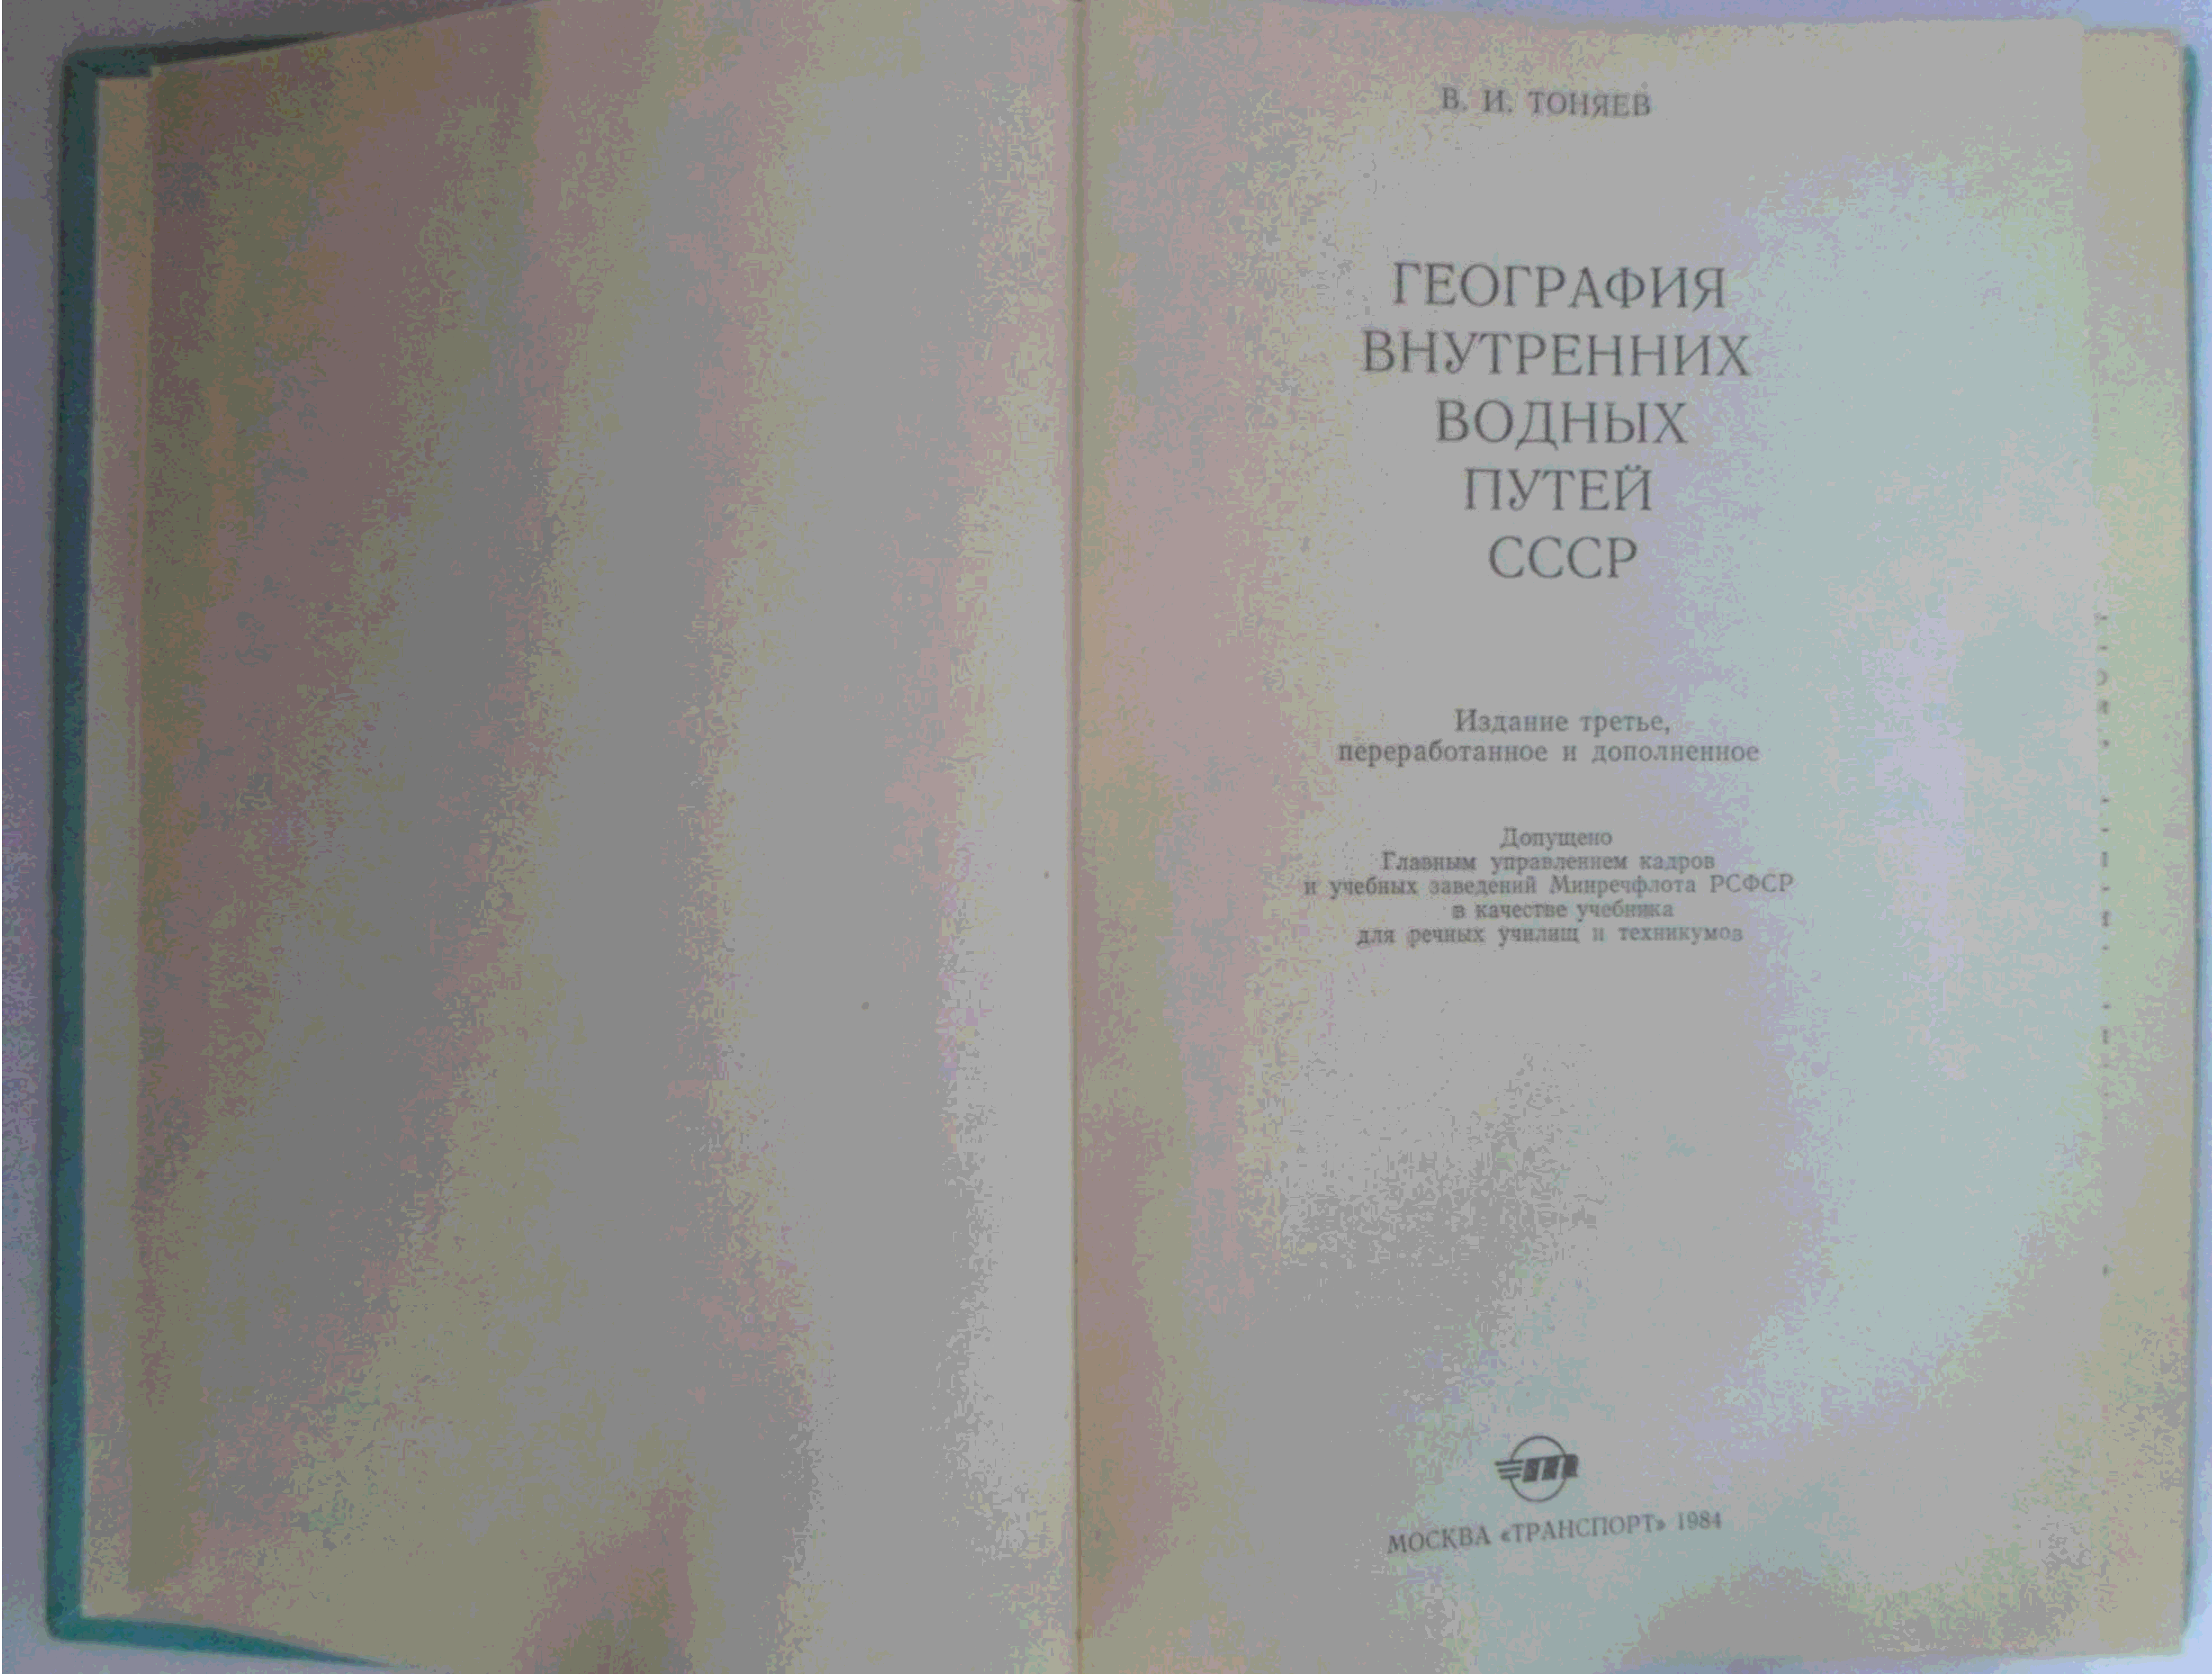 В. И. ТОНЯЕВ
ГЕОГРАФИЯ
ВНУТРЕННИХ
ВОДНЫХ
ПУТЕЙ
СССР
Издание третье,
переработанное и дополненное
Допущено
Главным управлением кадров
и учебных заведений Минречфлота РСФСР
в качестве учебника
для речных училищ и техникумов
МОСКВА «ТРАНСПОРТ» 1984